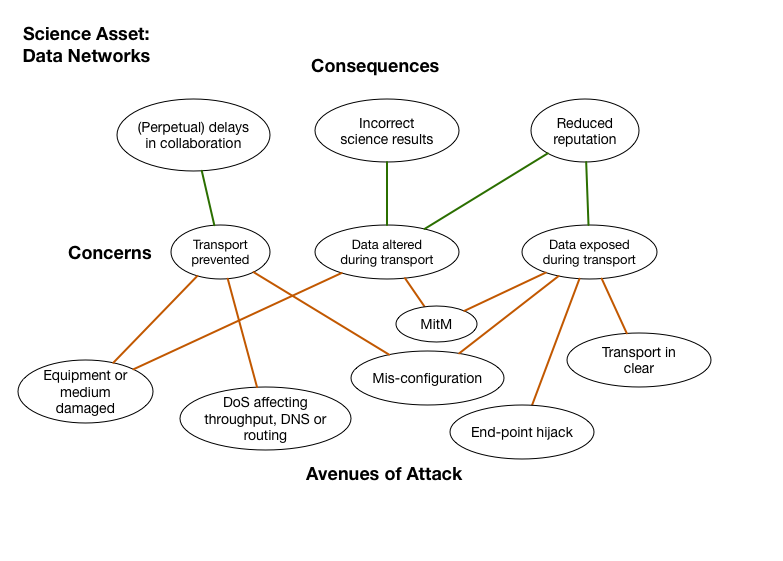 Science Asset:
Data Networks
Consequences
(Perpetual) delays
in collaboration
Incorrect
science results
Reduced
reputation
Concerns
Transport
prevented
Data altered
during transport
Data exposed
during transport
MitM
Equipment or
medium
damaged
DoS affecting
throughput, DNS or
routing
Mis-configuration
End-point hijack
Transport in
clear
Avenues of Attack